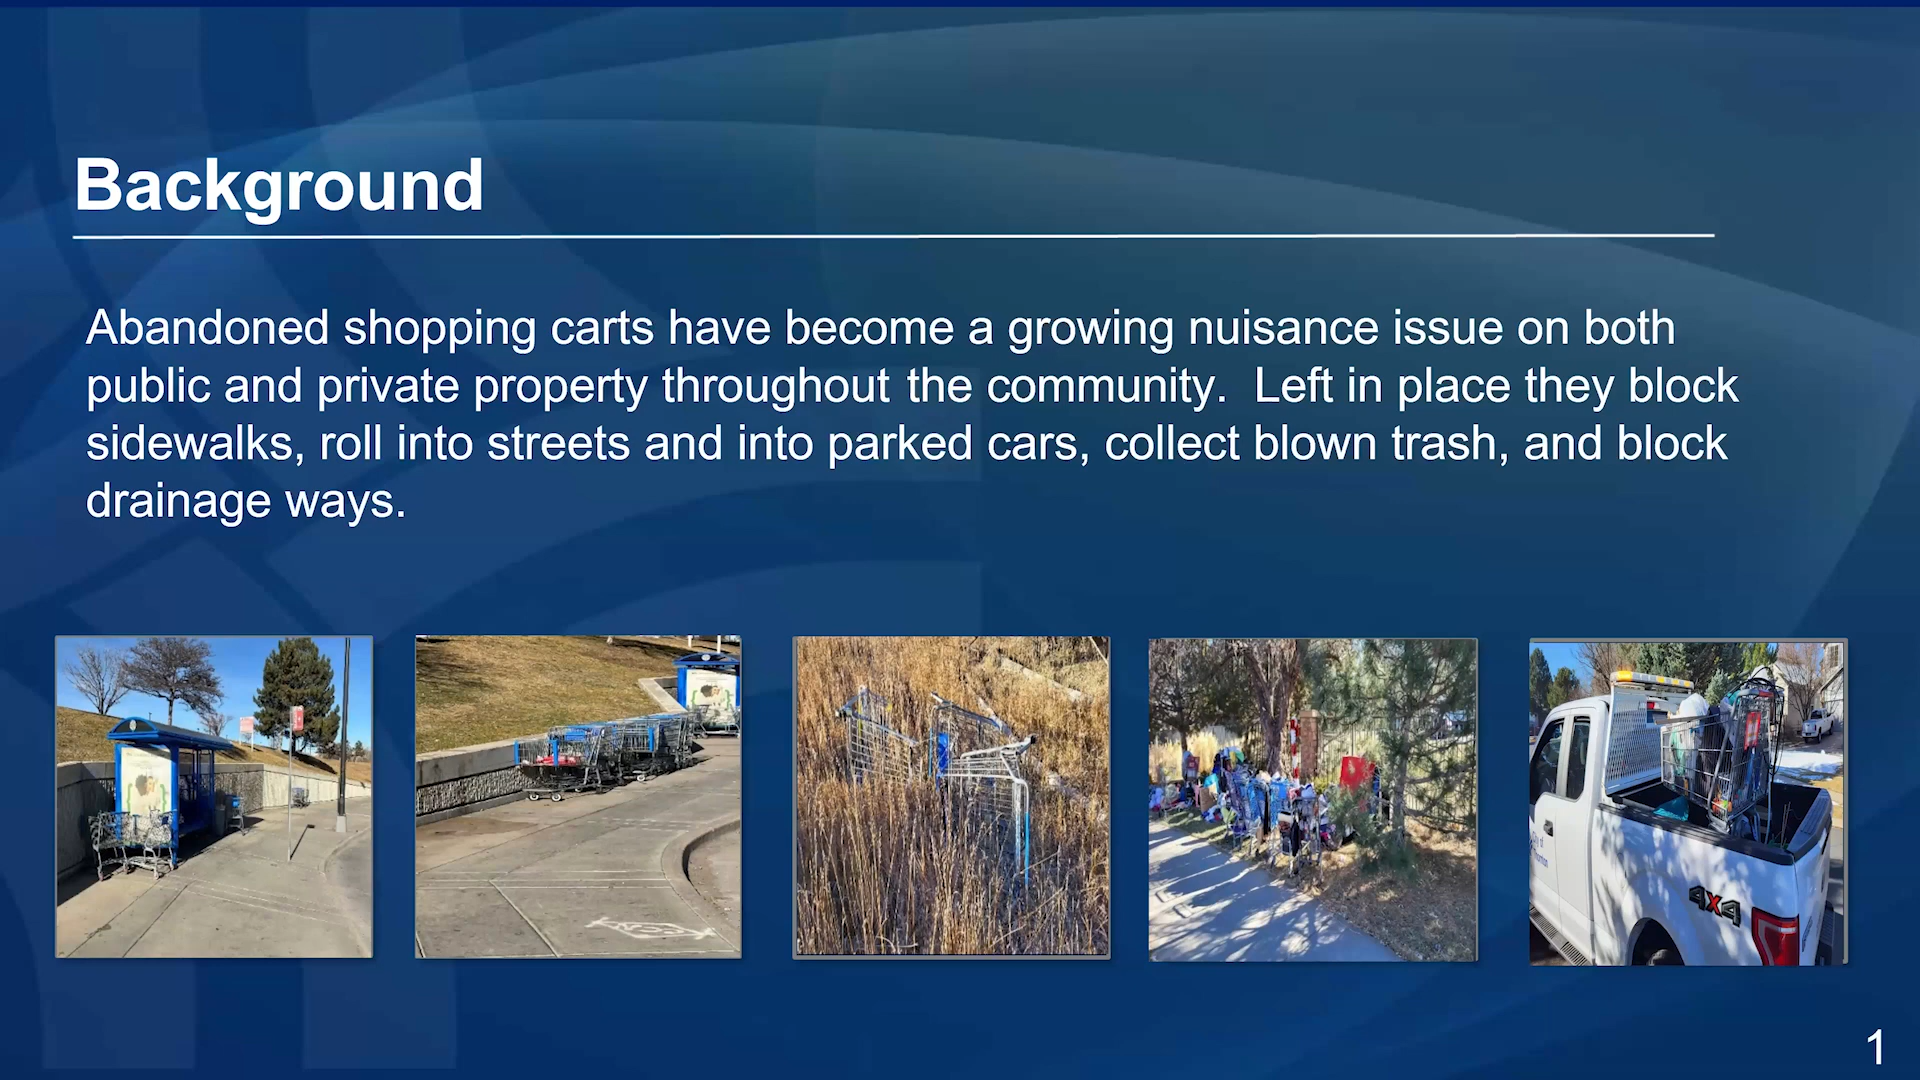 Background
Abandoned shopping carts have become a growing nuisance issue on both
public and private property throughout the community.  Left in place they block
sidewalks, roll into streets and into parked cars, collect blown trash, and block
drainage ways.
4x4
1